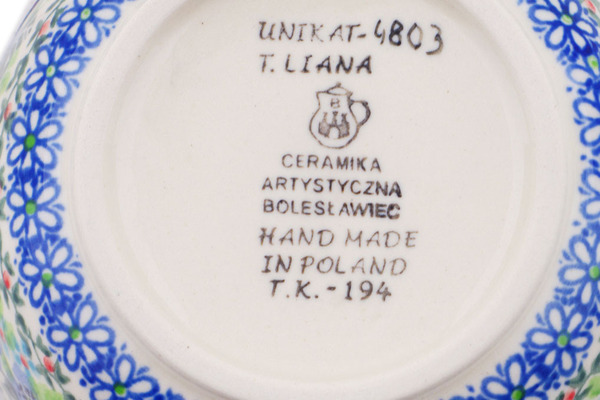 UNIKAT-4803
T. LIANA
B
CERAMIKA
ARTYSTYCZNA
BOLESŁAWIEC
HAND MADE
IN POLAND
T.K.-194